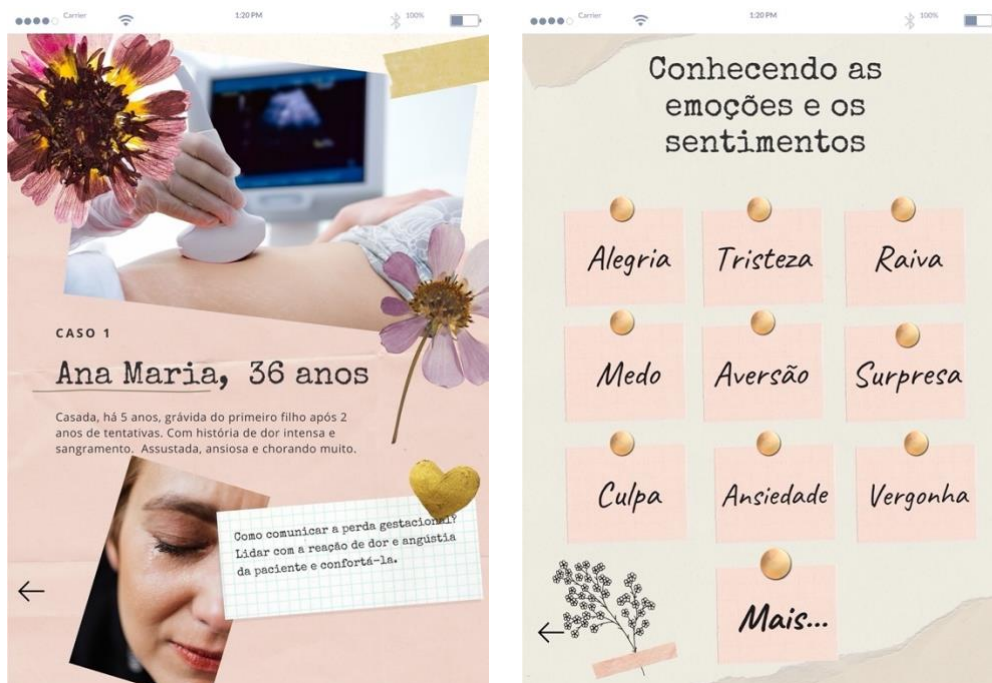 Carrier
1:20 PM
100%
CASO 1
Ana Maria, 36 anos
Casada, há 5 anos, grávida do primeiro filho após 2
anos de tentativas. Com história de dor intensa e
sangramento. Assustada, ansiosa e chorando muito.
Como comunicar a perda gestacional?
Lidar com a reação de dor e angústia
da paciente e confortá-la.
Carrier
1:20 PM
100%
Conhecendo as
emoções e os
sentimentos
Alegria
Tristeza
Raiva
Medo
Aversão
Surpresa
Culpa
Ansiedade
Vergonha
Mais...